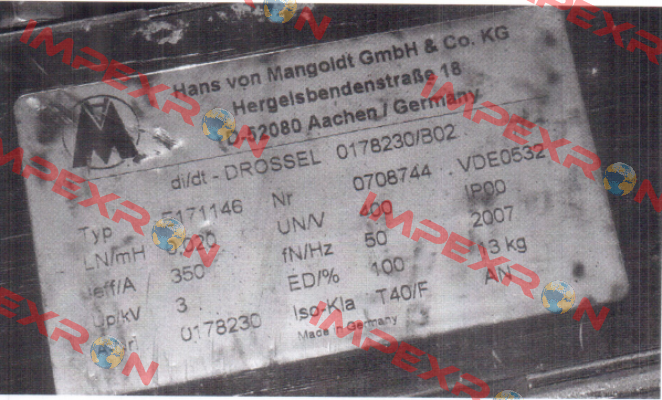 Hans von Mangoldt GmbH & Co. KG
Hergelsbendenstraße 18
D-52080 Aachen / Germany
M
di/dt - DROSSEL 0178230/B02
Typ 171146 Nr 0708744 VDE0532
LN/mH 0.020 UN/V 400 IP00
Ieff/A 350 fN/Hz 50 2007
Up/kV 3 ED/% 100 13 kg
0178230 Iso-Kla T40/F AN
Made in Germany
IMPEXRON
IMPEXRON
IMPEXRON
IMPEXRON
IMPEXRON